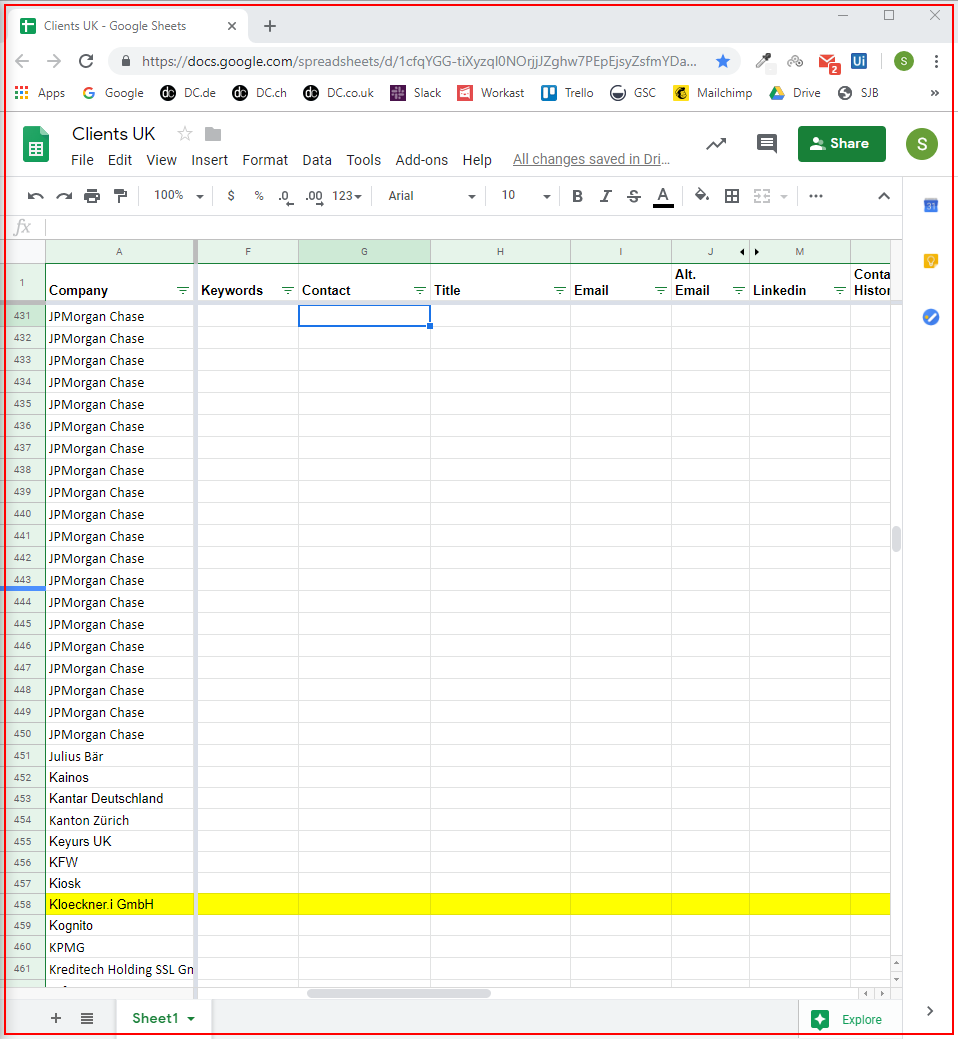 Clients UK - Google Sheets
https://docs.google.com/spreadsheets/d/1cfqYGG-tiXyzql0NOrjjJZghw7PEpEjsyZsfmYDa...
2 Ui S
Apps Google DC.de DC.ch DC.co.uk Slack Workast Trello GSC Mailchimp Drive SJB »
Clients UK
File Edit View Insert Format Data Tools Add-ons Help All changes saved in Dri...
Share
S
100% $ % .0 .00 123 Arial 10 B I S A
31
fx
A F G H I J M
1 Company Keywords Contact Title Email Alt. Email Linkedin Conta Histor
431 JPMorgan Chase
432 JPMorgan Chase
433 JPMorgan Chase
434 JPMorgan Chase
435 JPMorgan Chase
436 JPMorgan Chase
437 JPMorgan Chase
438 JPMorgan Chase
439 JPMorgan Chase
440 JPMorgan Chase
441 JPMorgan Chase
442 JPMorgan Chase
443 JPMorgan Chase
444 JPMorgan Chase
445 JPMorgan Chase
446 JPMorgan Chase
447 JPMorgan Chase
448 JPMorgan Chase
449 JPMorgan Chase
450 JPMorgan Chase
451 Julius Bär
452 Kainos
453 Kantar Deutschland
454 Kanton Zürich
455 Keyurs UK
456 KFW
457 Kiosk
458 Kloeckner.i GmbH
459 Kognito
460 KPMG
461 Kreditech Holding SSL Gn
Sheet1
Explore